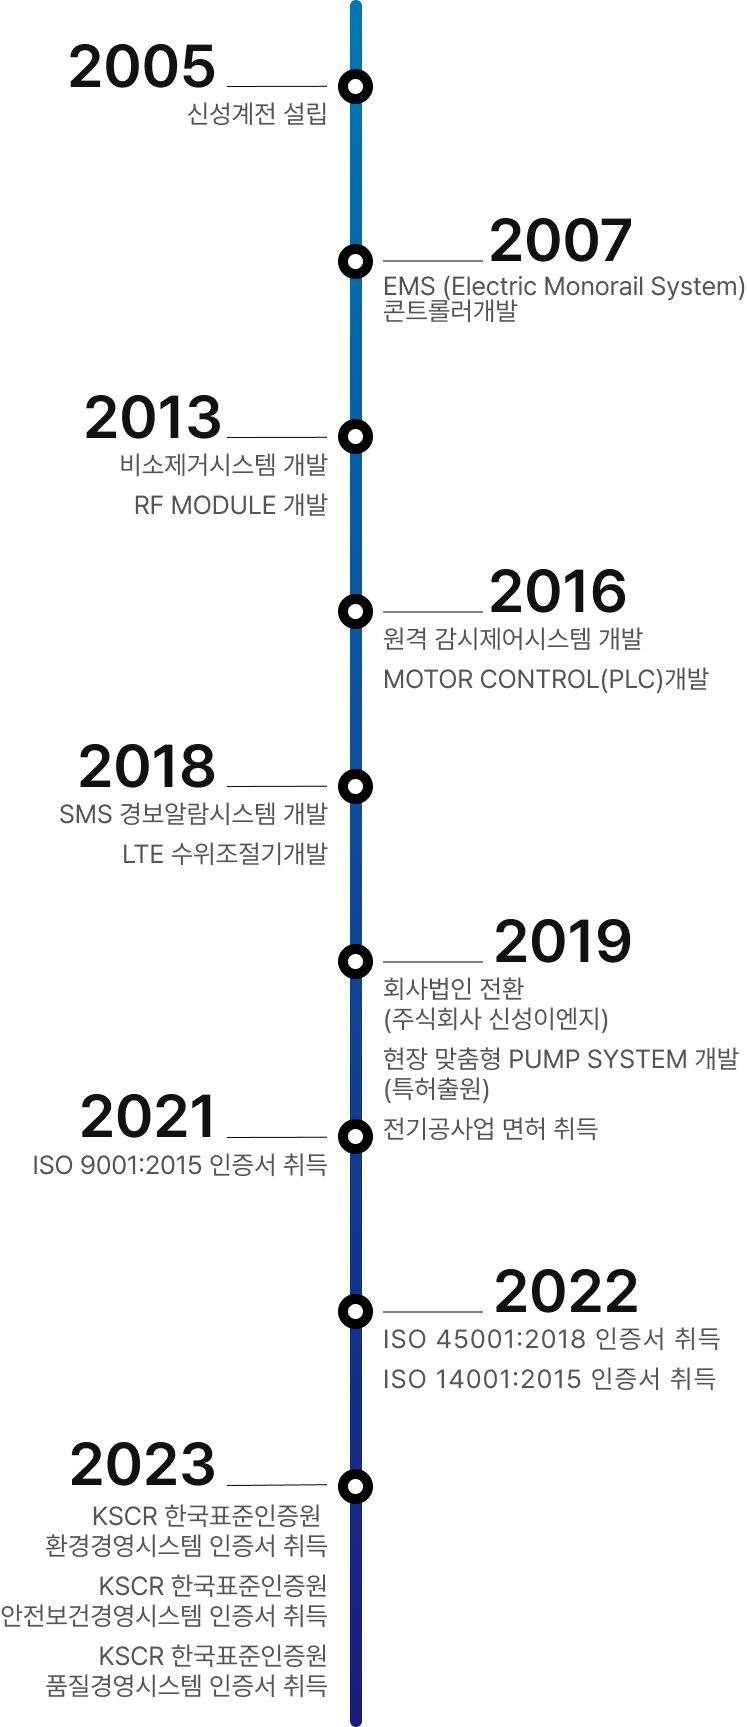 2005
신성계전 설립
2007
EMS (Electric Monorail System)
콘트롤러개발
2013
비소제거시스템 개발
RF MODULE 개발
2016
원격 감시제어시스템 개발
MOTOR CONTROL(PLC)개발
2018
SMS 경보알람시스템 개발
LTE 수위조절기개발
2019
회사법인 전환
(주식회사 신성이엔지)
현장 맞춤형 PUMP SYSTEM 개발
(특허출원)
전기공사업 면허 취득
2021
ISO 9001:2015 인증서 취득
2022
ISO 45001:2018 인증서 취득
ISO 14001:2015 인증서 취득
2023
KSCR 한국표준인증원
환경경영시스템 인증서 취득
KSCR 한국표준인증원
안전보건경영시스템 인증서 취득
KSCR 한국표준인증원
품질경영시스템 인증서 취득